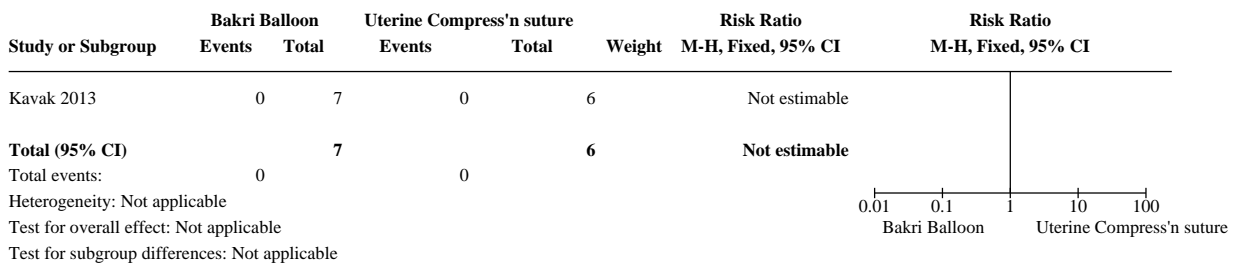 Bakri Balloon Uterine Compress'n suture Risk Ratio Risk Ratio
Study or Subgroup Events Total Events Total Weight M-H, Fixed, 95% CI M-H, Fixed, 95% CI
Kavak 2013 0 7 0 6 Not estimable
Total (95% CI) 7 6 Not estimable
Total events: 0 0
Heterogeneity: Not applicable
0.01 0.1 1 10 100
Test for overall effect: Not applicable Bakri Balloon Uterine Compress'n suture
Test for subgroup differences: Not applicable